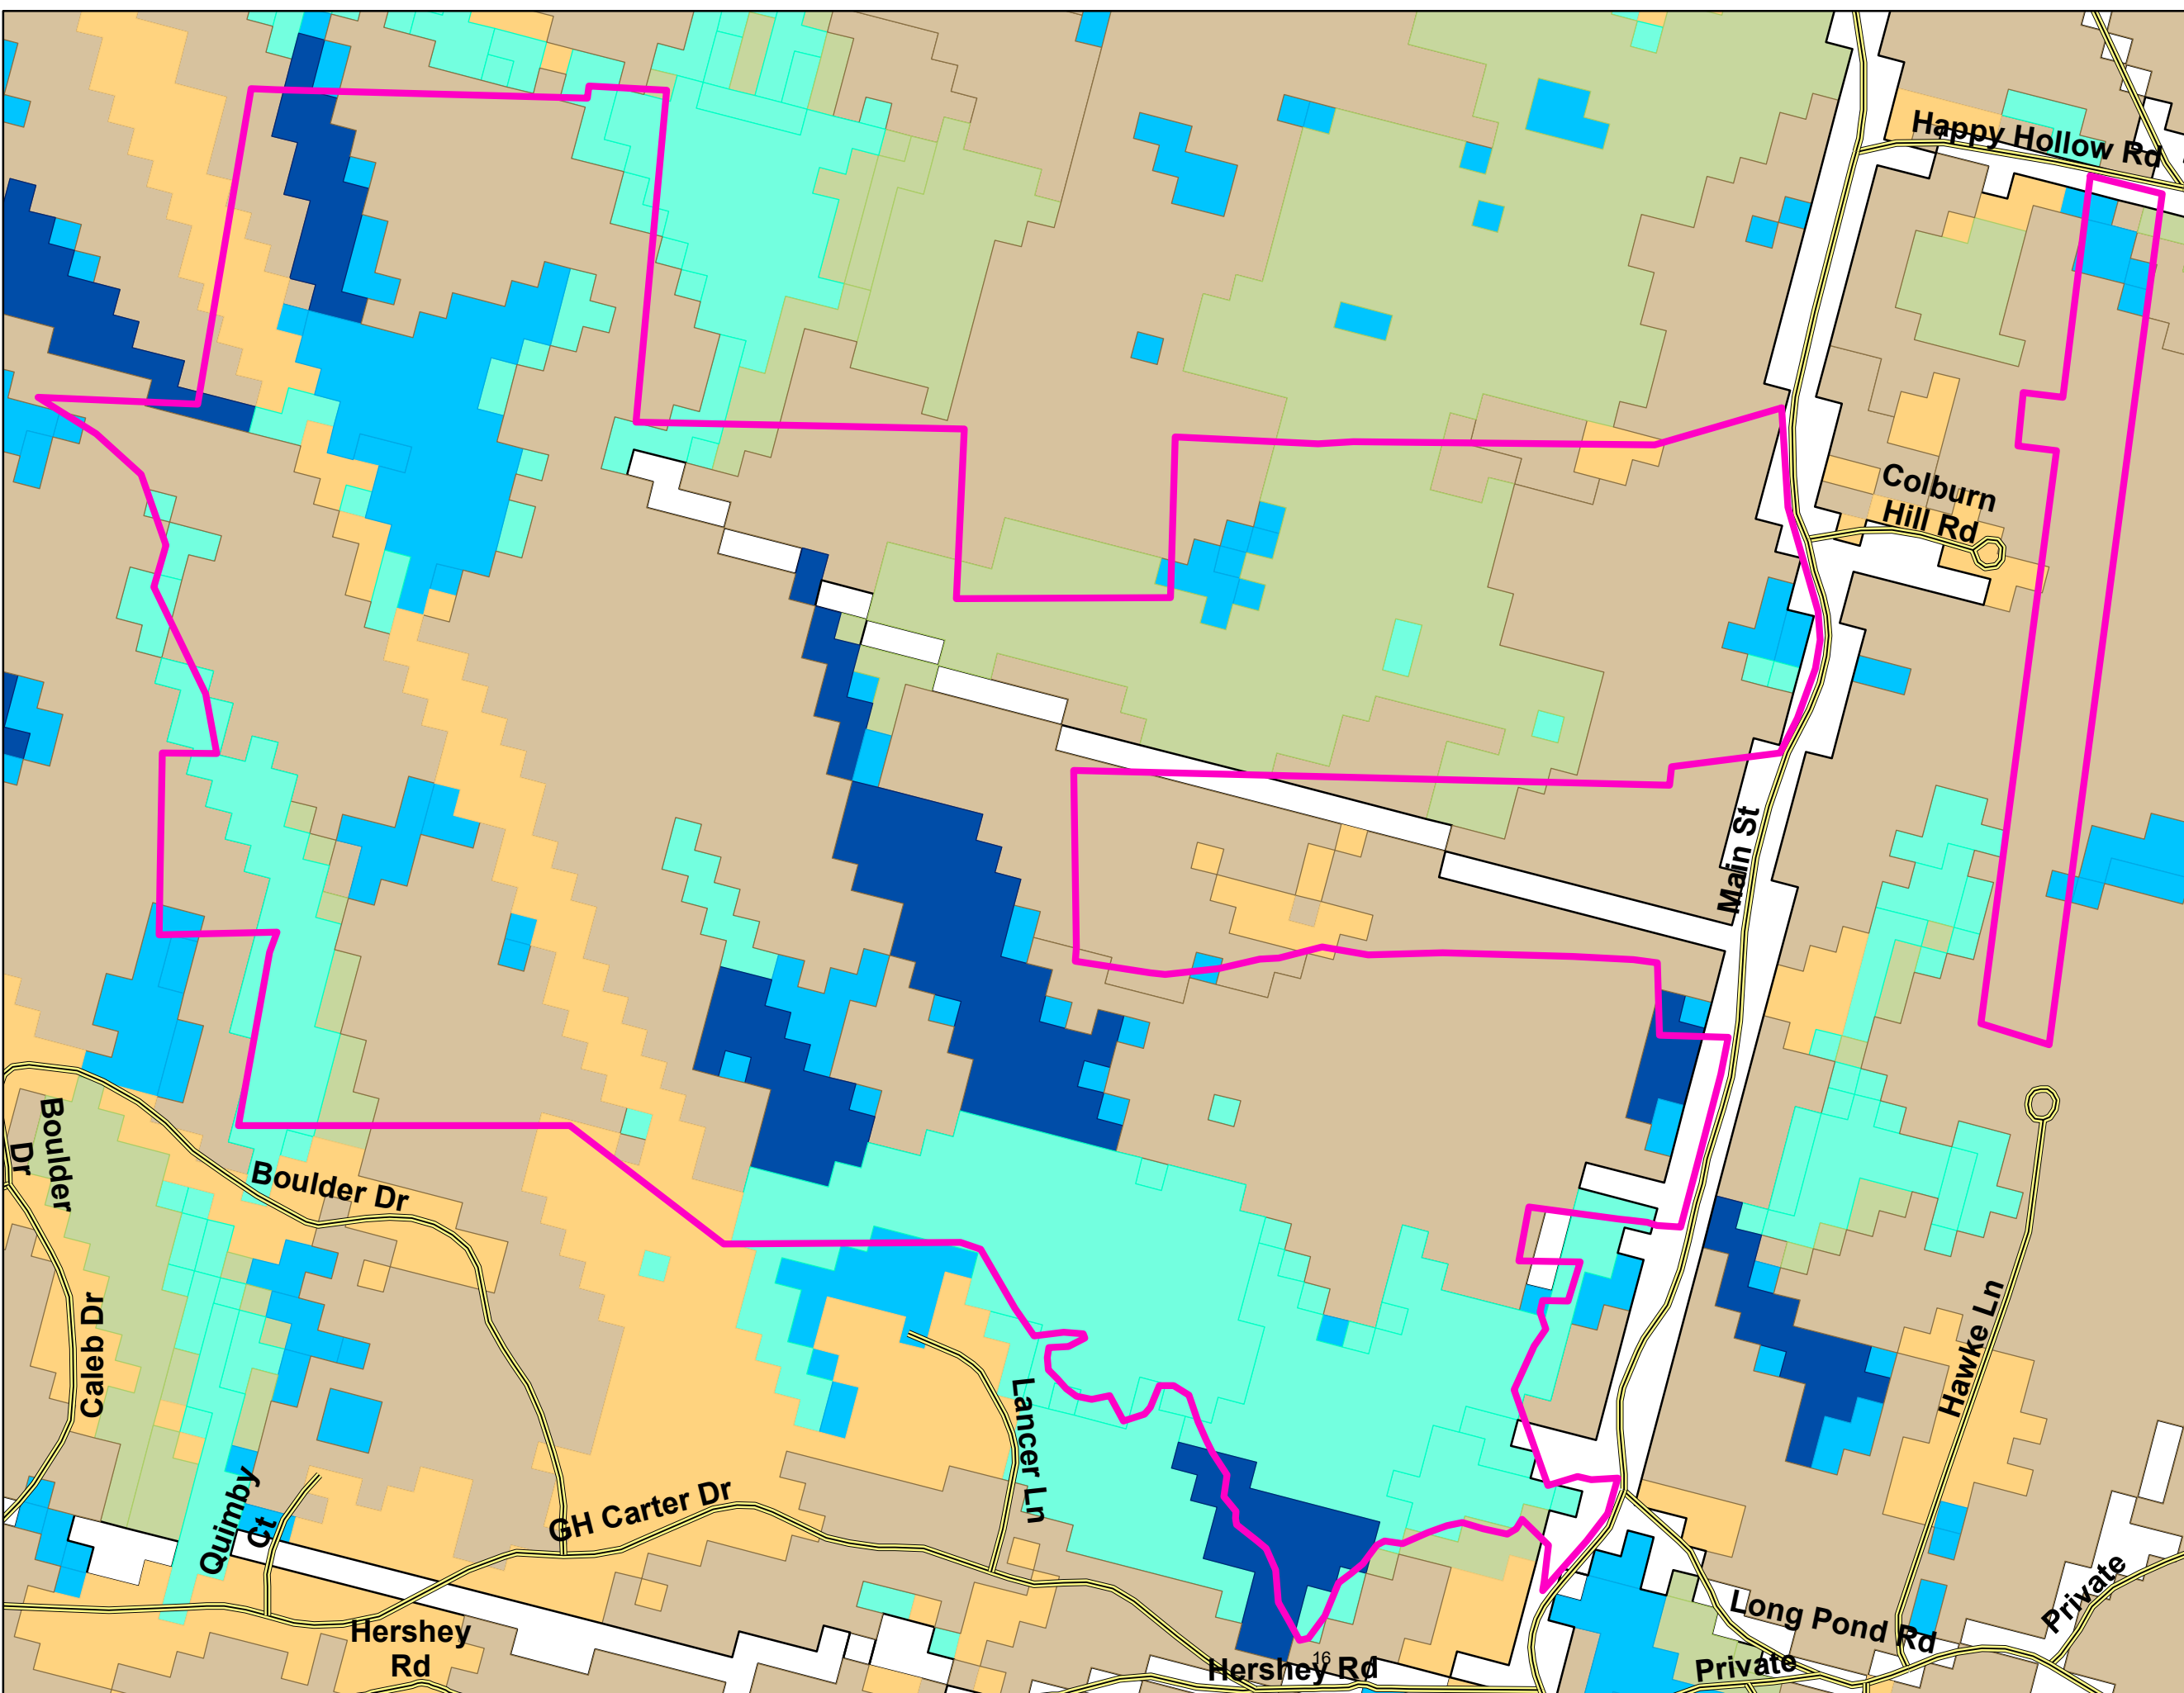 Happy Hollow Rd
Colburn
Hill Rd
Main St
Boulder
Dr
Boulder Dr
Caleb Dr
Hawke Ln
Lancer Ln
GH Carter Dr
Quimby
Ct
Hershey
Rd
Hershey Rd
16
Long Pond Rd
Private
Private